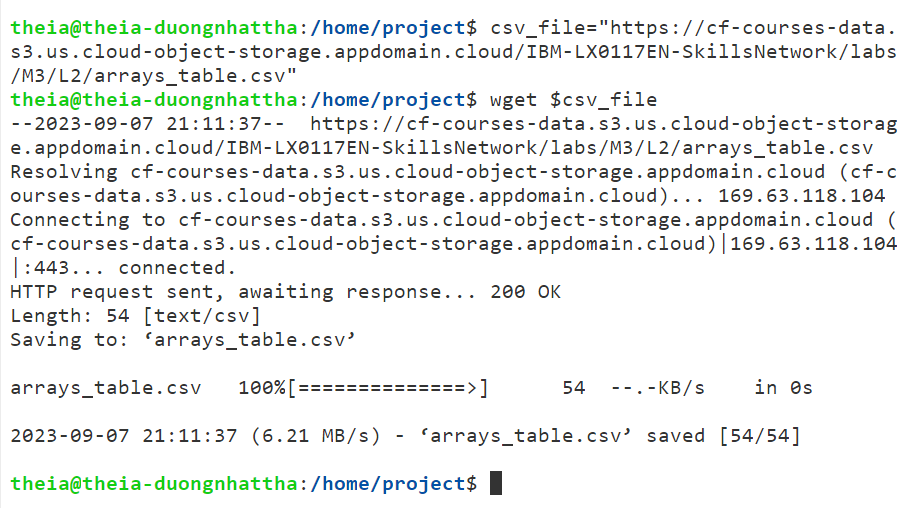 theia@theia-duongnhattha:/home/project$ csv_file="https://cf-courses-data.
s3.us.cloud-object-storage.appdomain.cloud/IBM-LX0117EN-SkillsNetwork/labs
/M3/L2/arrays_table.csv"
theia@theia-duongnhattha:/home/project$ wget $csv_file
--2023-09-07 21:11:37--  https://cf-courses-data.s3.us.cloud-object-storag
e.appdomain.cloud/IBM-LX0117EN-SkillsNetwork/labs/M3/L2/arrays_table.csv
Resolving cf-courses-data.s3.us.cloud-object-storage.appdomain.cloud (cf-c
ourses-data.s3.us.cloud-object-storage.appdomain.cloud)... 169.63.118.104
Connecting to cf-courses-data.s3.us.cloud-object-storage.appdomain.cloud (
cf-courses-data.s3.us.cloud-object-storage.appdomain.cloud)|169.63.118.104
|:443... connected.
HTTP request sent, awaiting response... 200 OK
Length: 54 [text/csv]
Saving to: ‘arrays_table.csv’
arrays_table.csv   100%[==============>]      54  --.-KB/s    in 0s
2023-09-07 21:11:37 (6.21 MB/s) - ‘arrays_table.csv’ saved [54/54]
theia@theia-duongnhattha:/home/project$